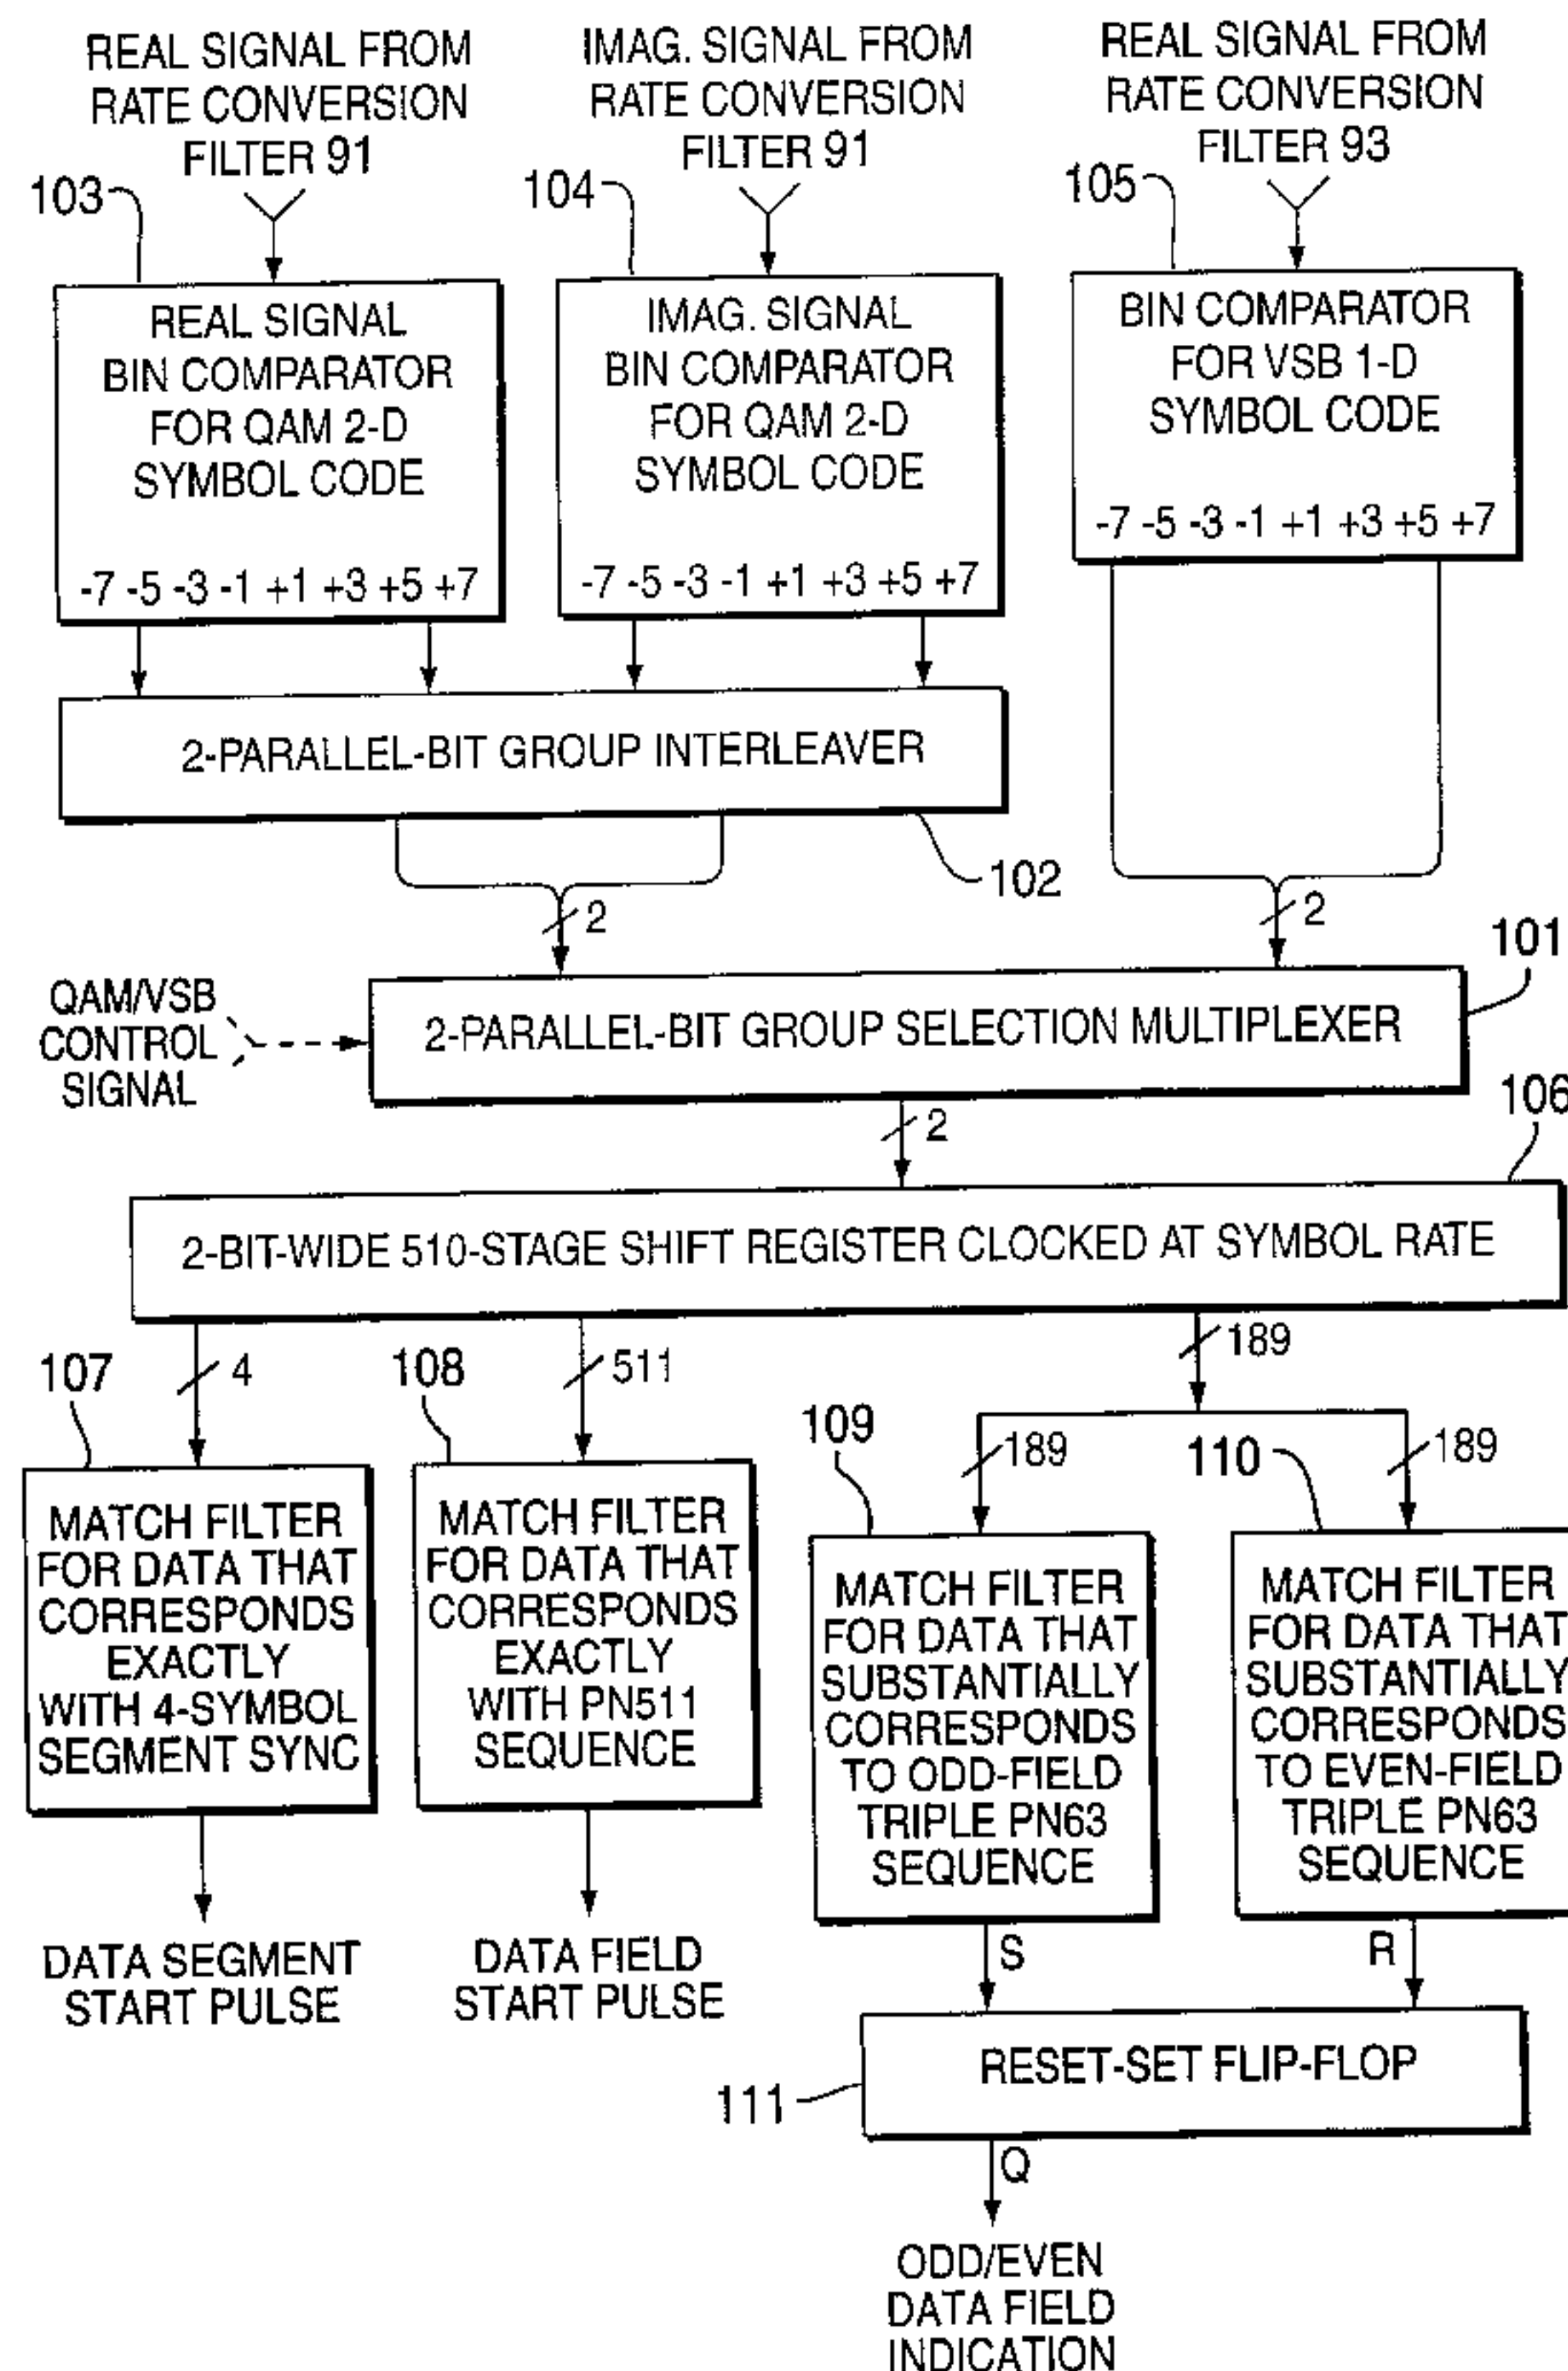 REAL SIGNAL FROM
RATE CONVERSION
FILTER 91
IMAG. SIGNAL FROM
RATE CONVERSION
FILTER 91
REAL SIGNAL FROM
RATE CONVERSION
FILTER 93
103
104
105
REAL SIGNAL
BIN COMPARATOR
FOR QAM 2-D
SYMBOL CODE
-7 -5 -3 -1 +1 +3 +5 +7
IMAG. SIGNAL
BIN COMPARATOR
FOR QAM 2-D
SYMBOL CODE
-7 -5 -3 -1 +1 +3 +5 +7
BIN COMPARATOR
FOR VSB 1-D
SYMBOL CODE
-7 -5 -3 -1 +1 +3 +5 +7
2-PARALLEL-BIT GROUP INTERLEAVER
102
2
2
101
QAM/VSB
CONTROL
SIGNAL
2-PARALLEL-BIT GROUP SELECTION MULTIPLEXER
2
106
2-BIT-WIDE 510-STAGE SHIFT REGISTER CLOCKED AT SYMBOL RATE
107
4
108
511
189
109
189
110
189
MATCH FILTER
FOR DATA THAT
CORRESPONDS
EXACTLY
WITH 4-SYMBOL
SEGMENT SYNC
MATCH FILTER
FOR DATA THAT
CORRESPONDS
EXACTLY
WITH PN511
SEQUENCE
MATCH FILTER
FOR DATA THAT
SUBSTANTIALLY
CORRESPONDS
TO ODD-FIELD
TRIPLE PN63
SEQUENCE
MATCH FILTER
FOR DATA THAT
SUBSTANTIALLY
CORRESPONDS
TO EVEN-FIELD
TRIPLE PN63
SEQUENCE
DATA SEGMENT
START PULSE
DATA FIELD
START PULSE
S
R
RESET-SET FLIP-FLOP
111
Q
ODD/EVEN
DATA FIELD
INDICATION